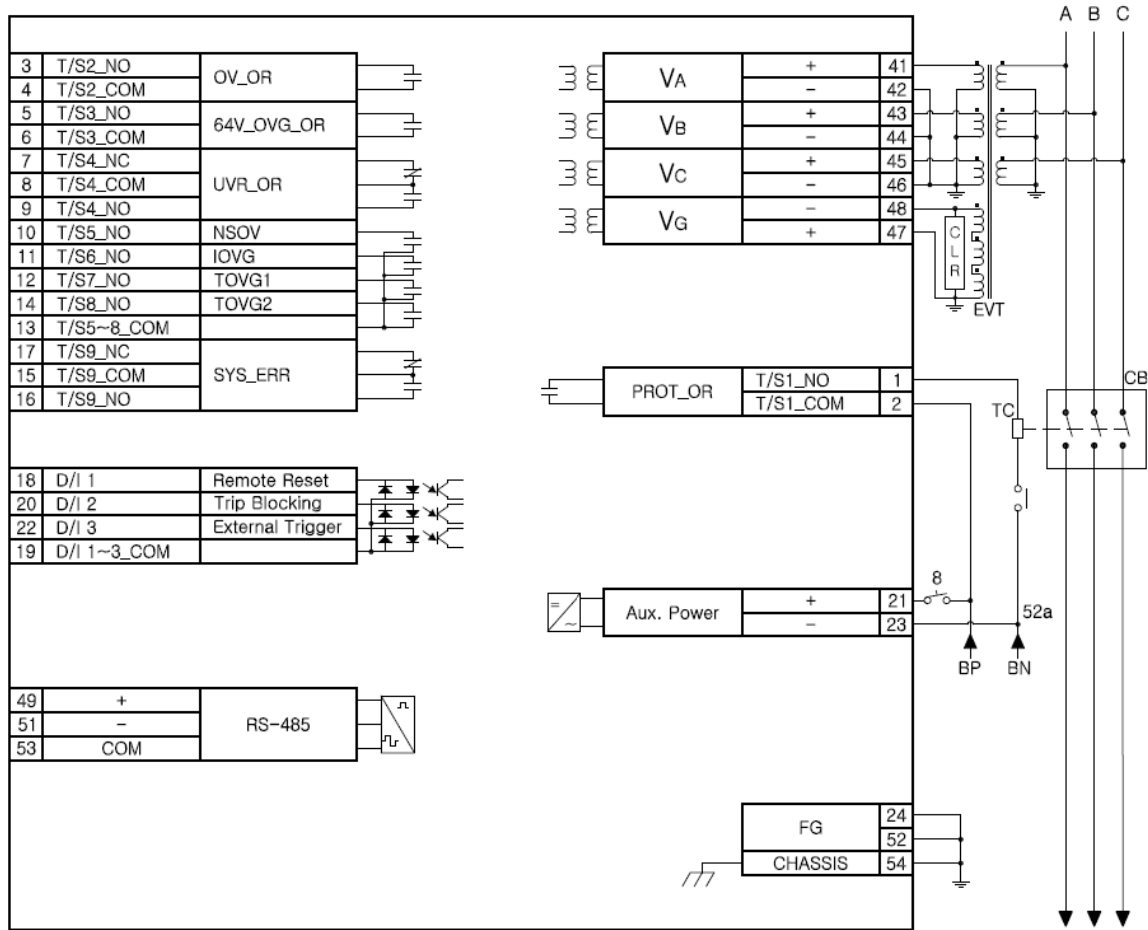 A B C
3 T/S2_NO OV_OR
4 T/S2_COM
5 T/S3_NO 64V_OVG_OR
6 T/S3_COM
7 T/S4_NC
8 T/S4_COM UVR_OR
9 T/S4_NO
10 T/S5_NO NSOV
11 T/S6_NO IOVG
12 T/S7_NO TOVG1
14 T/S8_NO TOVG2
13 T/S5~8_COM
17 T/S9_NC
15 T/S9_COM SYS_ERR
16 T/S9_NO
VA + 41
- 42
VB + 43
- 44
VC + 45
- 46
VG - 48
+ 47
CLR
EVT
PROT_OR T/S1_NO 1
T/S1_COM 2
CB
TC
18 D/I 1 Remote Reset
20 D/I 2 Trip Blocking
22 D/I 3 External Trigger
19 D/I 1~3_COM
Aux. Power + 21
- 23
8
52a
BP BN
49 +
51 - RS-485
53 COM
FG 24
52
CHASSIS 54